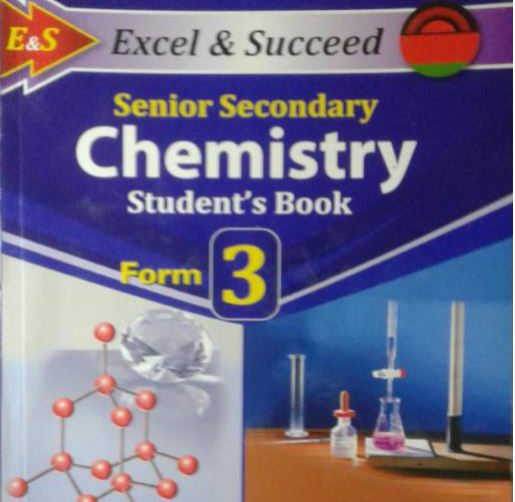 E&S
Excel & Succeed
Senior Secondary
Chemistry
Student's Book
Form 3